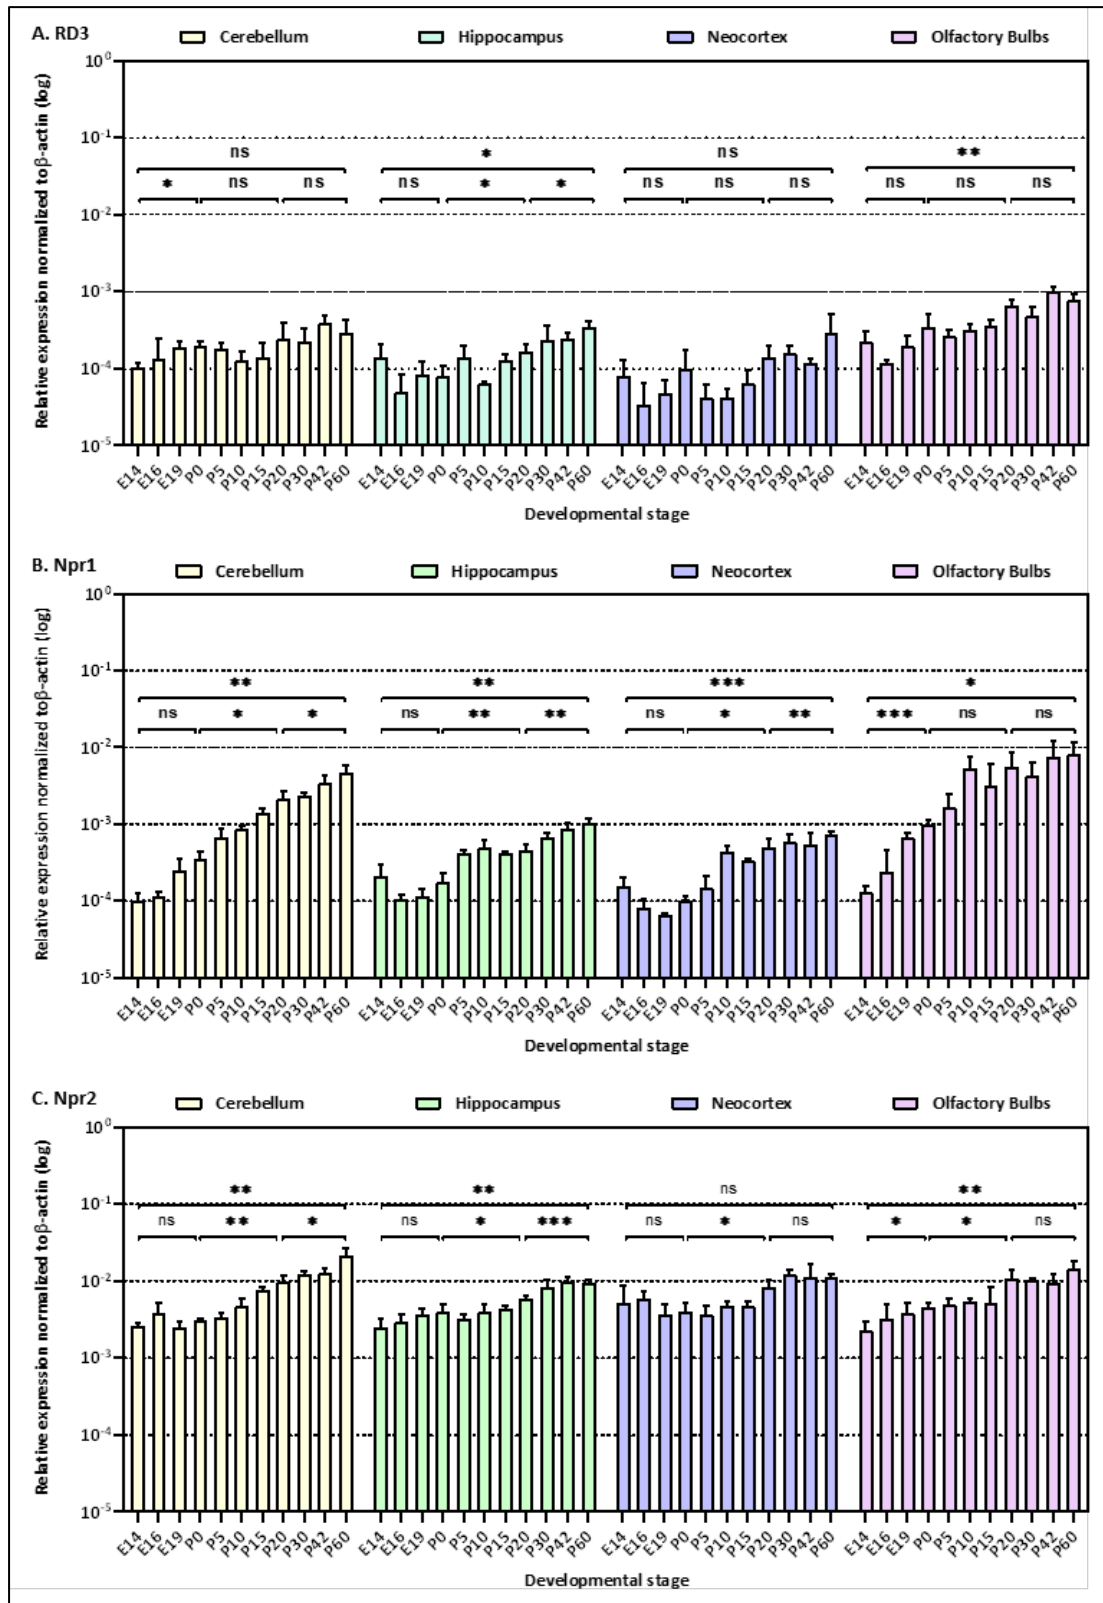 A. RD3
Cerebellum Hippocampus Neocortex Olfactory Bulbs
Relative expression normalized toβ-actin (log)
10⁰
10⁻¹
ns * ns **
* ns ns ns * * ns ns ns ns ns ns
10⁻²
10⁻³
10⁻⁴
10⁻⁵
E14 E16 E19 P0 P5 P10 P15 P20 P30 P42 P60 E14 E16 E19 P0 P5 P10 P15 P20 P30 P42 P60 E14 E16 E19 P0 P5 P10 P15 P20 P30 P42 P60 E14 E16 E19 P0 P5 P10 P15 P20 P30 P42 P60
Developmental stage
B. Npr1
Cerebellum Hippocampus Neocortex Olfactory Bulbs
Relative expression normalized toβ-actin (log)
10⁰
10⁻¹
** ** *** *
ns * * ns ** ** ns * ** *** ns ns
10⁻²
10⁻³
10⁻⁴
10⁻⁵
E14 E16 E19 P0 P5 P10 P15 P20 P30 P42 P60 E14 E16 E19 P0 P5 P10 P15 P20 P30 P42 P60 E14 E16 E19 P0 P5 P10 P15 P20 P30 P42 P60 E14 E16 E19 P0 P5 P10 P15 P20 P30 P42 P60
Developmental stage
C. Npr2
Cerebellum Hippocampus Neocortex Olfactory Bulbs
Relative expression normalized toβ-actin (log)
10⁰
10⁻¹
** ** ns **
ns ** * ns * *** ns * ns * * ns
10⁻²
10⁻³
10⁻⁴
10⁻⁵
E14 E16 E19 P0 P5 P10 P15 P20 P30 P42 P60 E14 E16 E19 P0 P5 P10 P15 P20 P30 P42 P60 E14 E16 E19 P0 P5 P10 P15 P20 P30 P42 P60 E14 E16 E19 P0 P5 P10 P15 P20 P30 P42 P60
Developmental stage